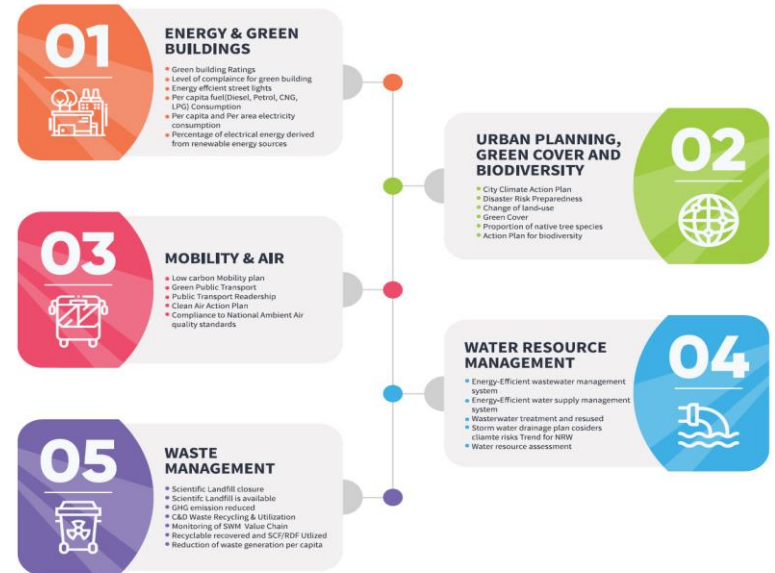 01
ENERGY & GREEN
BUILDINGS
Green building Ratings
Level of complaince for green building
Energy effcient street lights
Per capita fuel(Diesel, Petrol, CNG,
LPG) Consumption
Per capita and Per area electricity
consumption
Percentage of electrical energy derived
from renewable energy sources
02
URBAN PLANNING,
GREEN COVER AND
BIODIVERSITY
City Climate Action Plan
Disaster Risk Preparedness
Change of land-use
Green Cover
Proportion of native tree species
Action Plan for biodiversity
03
MOBILITY & AIR
Low carbon Mobility plan
Green Public Transport
Public Transport Readership
Clean Air Action Plan
Compliance to National Ambient Air
quality standards
04
WATER RESOURCE
MANAGEMENT
Energy-Efficient wastewater management
system
Energy-Efficient water supply management
system
Wasterwater treatment and resused
Storm water drainage plan cosiders
cliamte risks Trend for NRW
Water resource assessment
05
WASTE
MANAGEMENT
Scientific Landfill closure
Scientifc Landfill is available
GHG emission reduced
C&D Waste Recycling & Utilization
Monitoring of SWM Value Chain
Recyclable recovered and SCF/RDF Utlized
Reduction of waste generation per capita